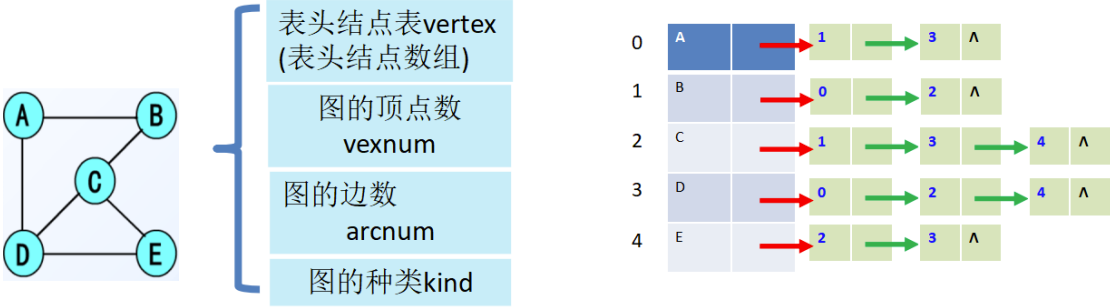 A
B
C
D
E
表头结点表vertex
(表头结点数组)
图的顶点数
vexnum
图的边数
arcnum
图的种类kind
0 A 1 3 Λ
1 B 0 2 Λ
2 C 1 3 4 Λ
3 D 0 2 4 Λ
4 E 2 3 Λ